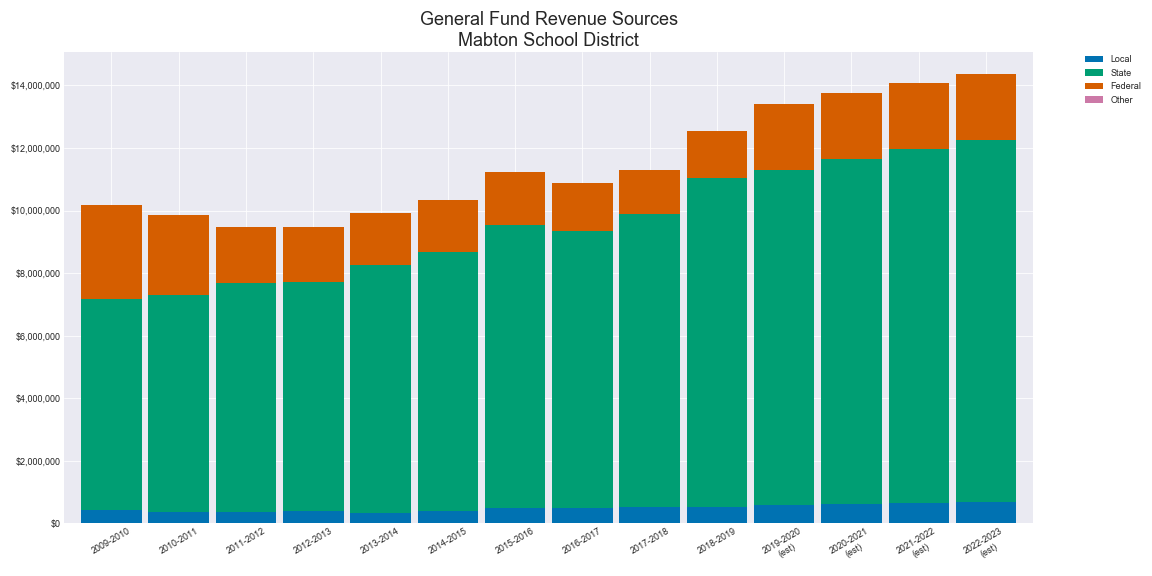 General Fund Revenue Sources
Mabton School District
Local
State
Federal
Other
$14,000,000
$12,000,000
$10,000,000
$8,000,000
$6,000,000
$4,000,000
$2,000,000
$0
2009-2010
2010-2011
2011-2012
2012-2013
2013-2014
2014-2015
2015-2016
2016-2017
2017-2018
2018-2019
2019-2020
(est)
2020-2021
(est)
2021-2022
(est)
2022-2023
(est)